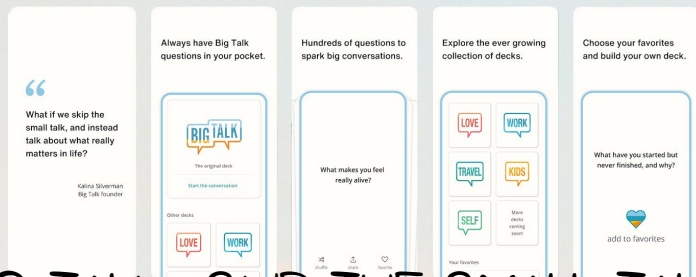 “
What if we skip the
small talk, and instead
talk about what really
matters in life?
Kalina Silverman
Big Talk founder
Always have Big Talk
questions in your pocket.
BIG TALK
The original deck
Start the conversation
Other decks
LOVE
WORK
Hundreds of questions to
spark big conversations.
What makes you feel
really alive?
shuffle
share
favorite
Explore the ever growing
collection of decks.
LOVE
WORK
TRAVEL
KIDS
SELF
More
decks
coming
soon!
Your favorites
Choose your favorites
and build your own deck.
What have you started but
never finished, and why?
add to favorites